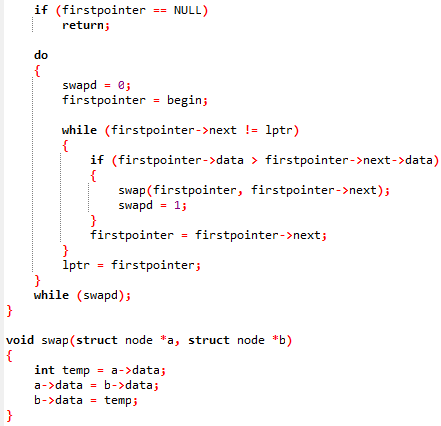 if (firstpointer == NULL)
return;
do
{
swapd = 0;
firstpointer = begin;
while (firstpointer->next != lptr)
{
if (firstpointer->data > firstpointer->next->data)
{
swap(firstpointer, firstpointer->next);
swapd = 1;
}
firstpointer = firstpointer->next;
}
lptr = firstpointer;
}
while (swapd);
}
void swap(struct node *a, struct node *b)
{
int temp = a->data;
a->data = b->data;
b->data = temp;
}